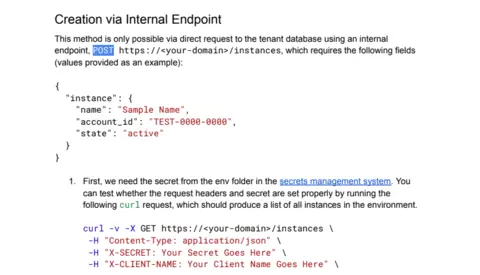 Creation via Internal Endpoint
This method is only possible via direct request to the tenant database using an internal
endpoint, POST https://<your-domain>/instances, which requires the following fields
(values provided as an example):
{
  "instance": {
    "name": "Sample Name",
    "account_id": "TEST-0000-0000",
    "state": "active"
  }
}
1. First, we need the secret from the env folder in the secrets management system. You
can test whether the request headers and secret are set properly by running the
following curl request, which should produce a list of all instances in the environment.
curl -v -X GET https://<your-domain>/instances \
-H "Content-Type: application/json" \
-H "X-SECRET: Your Secret Goes Here" \
-H "X-CLIENT-NAME: Your Client Name Goes Here" \